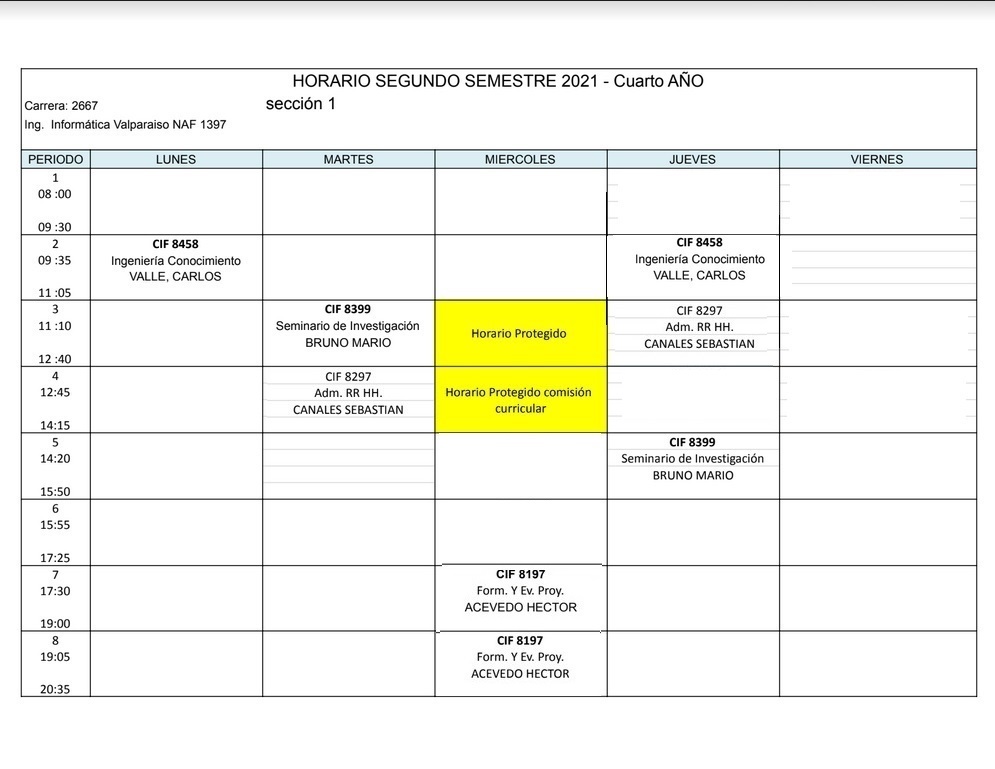 HORARIO SEGUNDO SEMESTRE 2021 - Cuarto AÑO
Carrera: 2667 sección 1
Ing. Informática Valparaiso NAF 1397
PERIODO LUNES MARTES MIERCOLES JUEVES VIERNES
1
08 :00
09 :30
2
09 :35
11 :05
CIF 8458
Ingeniería Conocimiento
VALLE, CARLOS
CIF 8458
Ingeniería Conocimiento
VALLE, CARLOS
3
11 :10
12 :40
CIF 8399
Seminario de Investigación
BRUNO MARIO
Horario Protegido
CIF 8297
Adm. RR HH.
CANALES SEBASTIAN
4
12:45
14:15
CIF 8297
Adm. RR HH.
CANALES SEBASTIAN
Horario Protegido comisión
curricular
5
14:20
15:50
CIF 8399
Seminario de Investigación
BRUNO MARIO
6
15:55
17:25
7
17:30
19:00
CIF 8197
Form. Y Ev. Proy.
ACEVEDO HECTOR
8
19:05
20:35
CIF 8197
Form. Y Ev. Proy.
ACEVEDO HECTOR